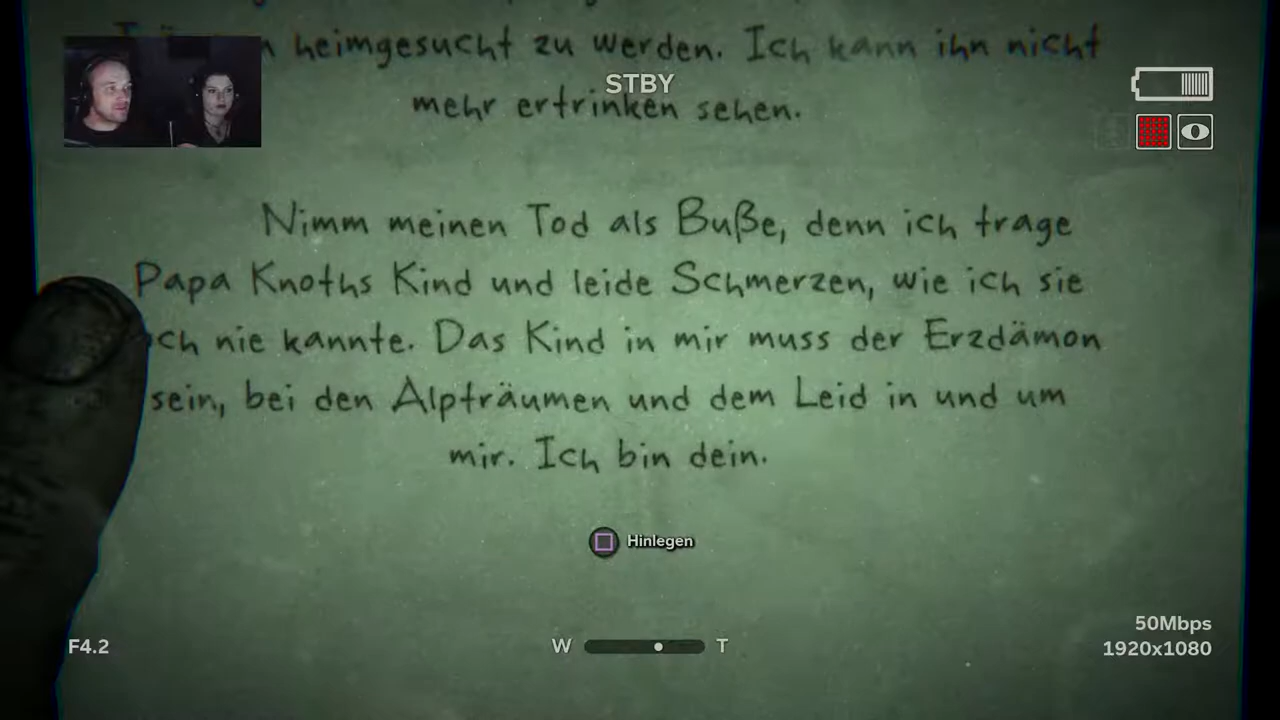 heimgesucht zu werden. Ich kann ihn nicht
STBY
mehr ertrinken sehen.
Nimm meinen Tod als Buße, denn ich trage
Papa Knoths Kind und leide Schmerzen, wie ich sie
nie kannte. Das Kind in mir muss der Erzdämon
sein, bei den Alpträumen und dem Leid in und um
mir. Ich bin dein.
Hinlegen
50Mbps
F4.2 W T 1920x1080